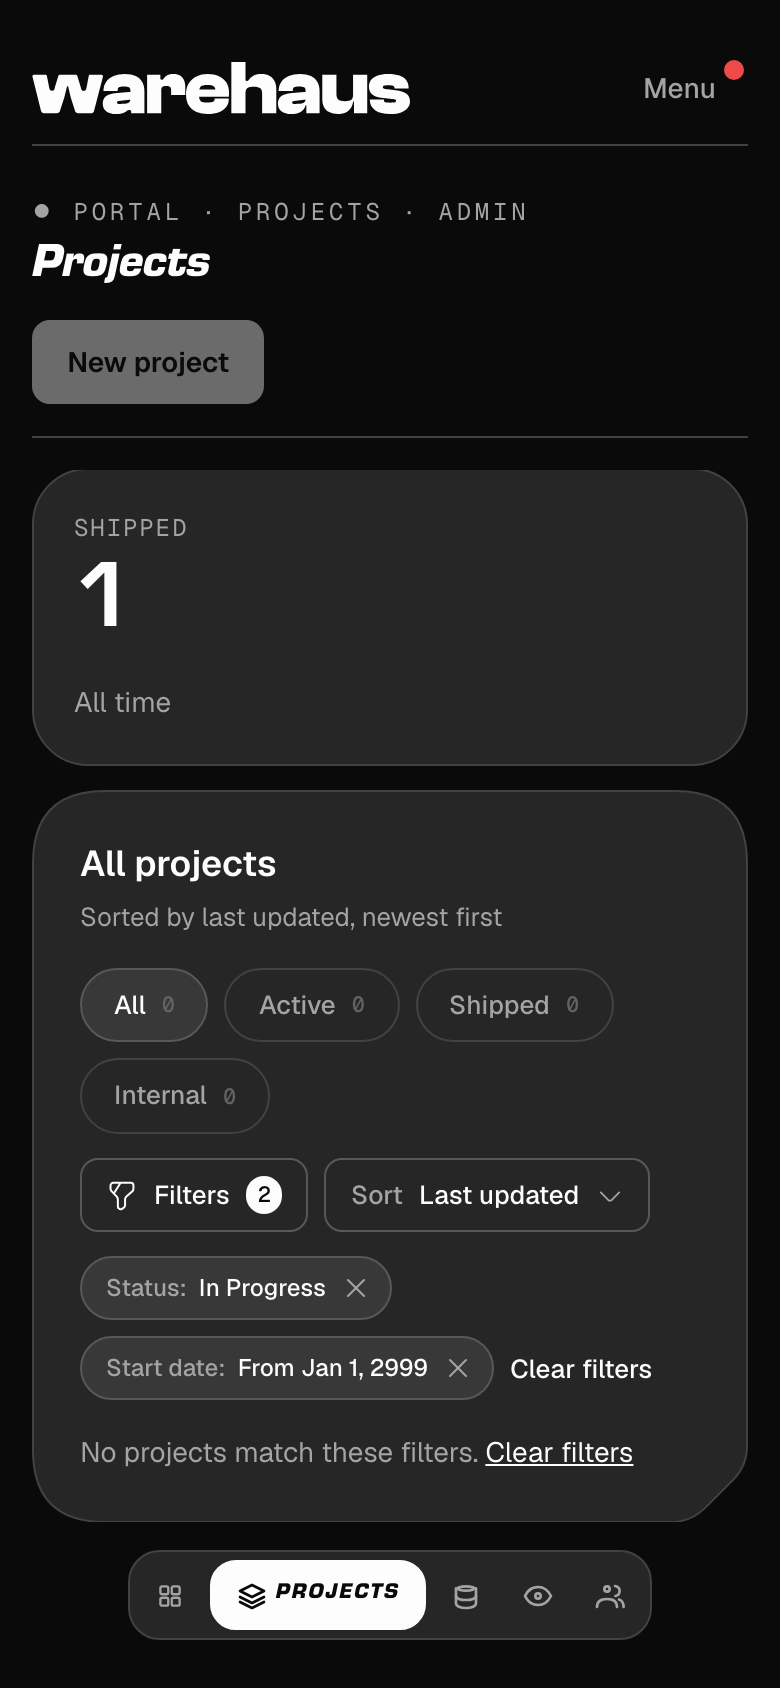 warehaus
Menu
PORTAL · PROJECTS · ADMIN
Projects
New project
SHIPPED
1
All time
All projects
Sorted by last updated, newest first
All 0 Active 0 Shipped 0
Internal 0
Filters 2 Sort Last updated
Status: In Progress
Start date: From Jan 1, 2999 Clear filters
No projects match these filters. Clear filters
PROJECTS